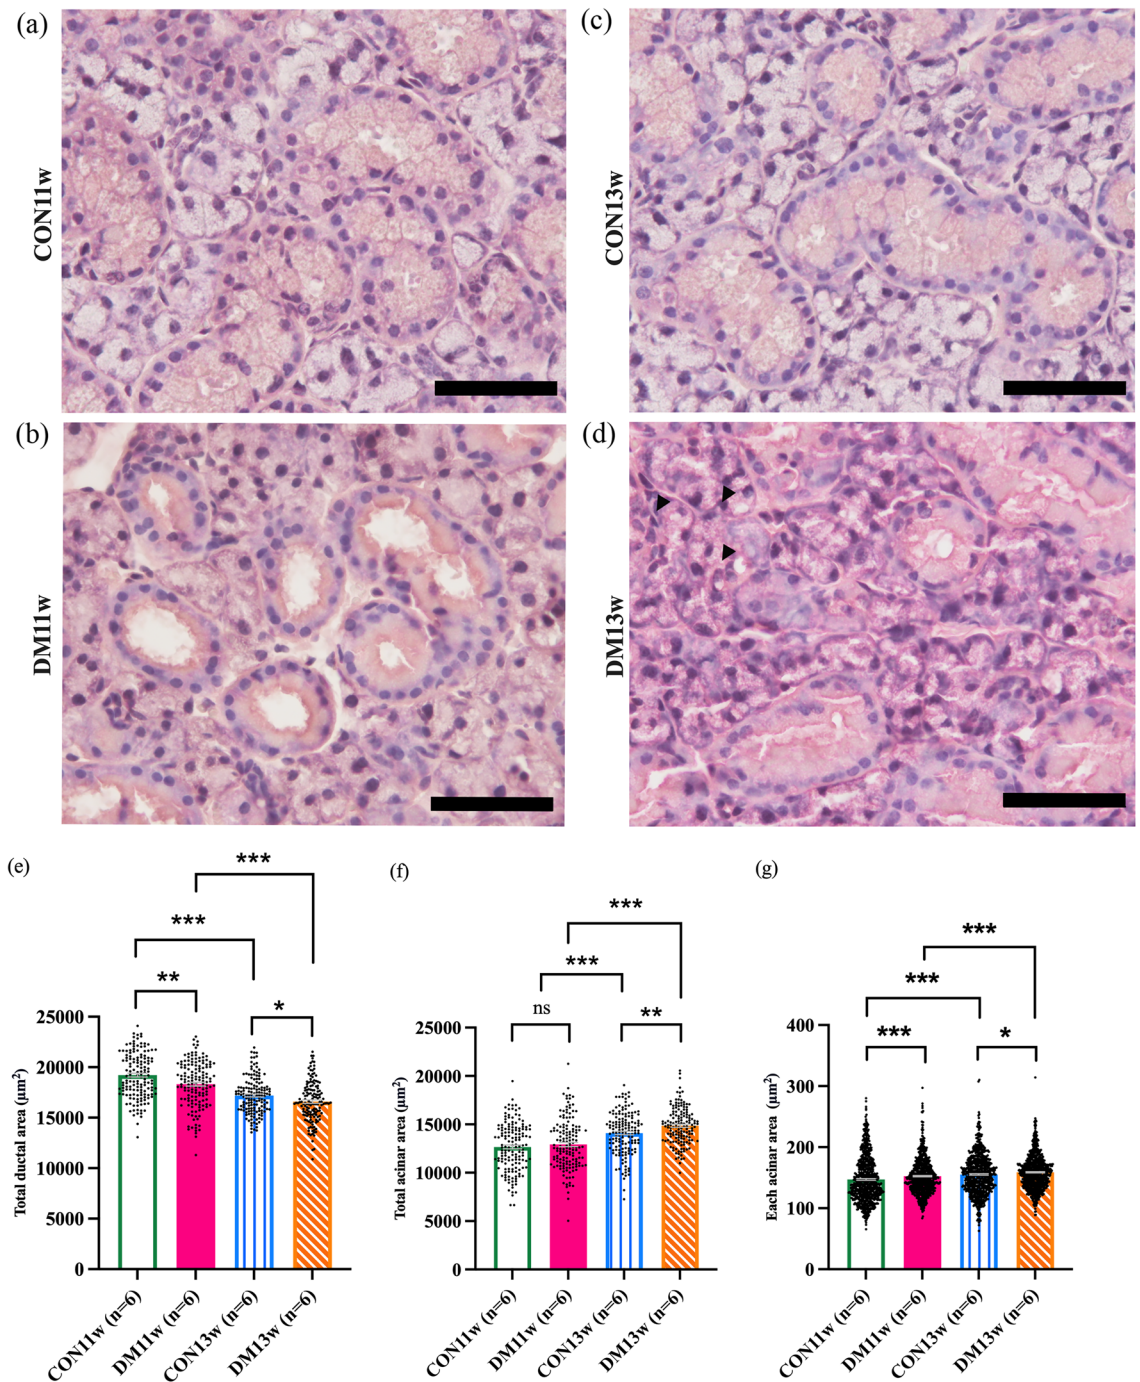 (a)
CON11w
(c)
CON13w
(b)
DM11w
(d)
DM13w
(e)
***
***
**
*
Total ductal area (μm²)
25000
20000
15000
10000
5000
0
CON11w (n=6)
DM11w (n=6)
CON13w (n=6)
DM13w (n=6)
(f)
***
***
ns
**
Total acinar area (μm²)
25000
20000
15000
10000
5000
0
CON11w (n=6)
DM11w (n=6)
CON13w (n=6)
DM13w (n=6)
(g)
***
***
***
*
Each acinar area (μm²)
400
300
200
100
0
CON11w (n=6)
DM11w (n=6)
CON13w (n=6)
DM13w (n=6)